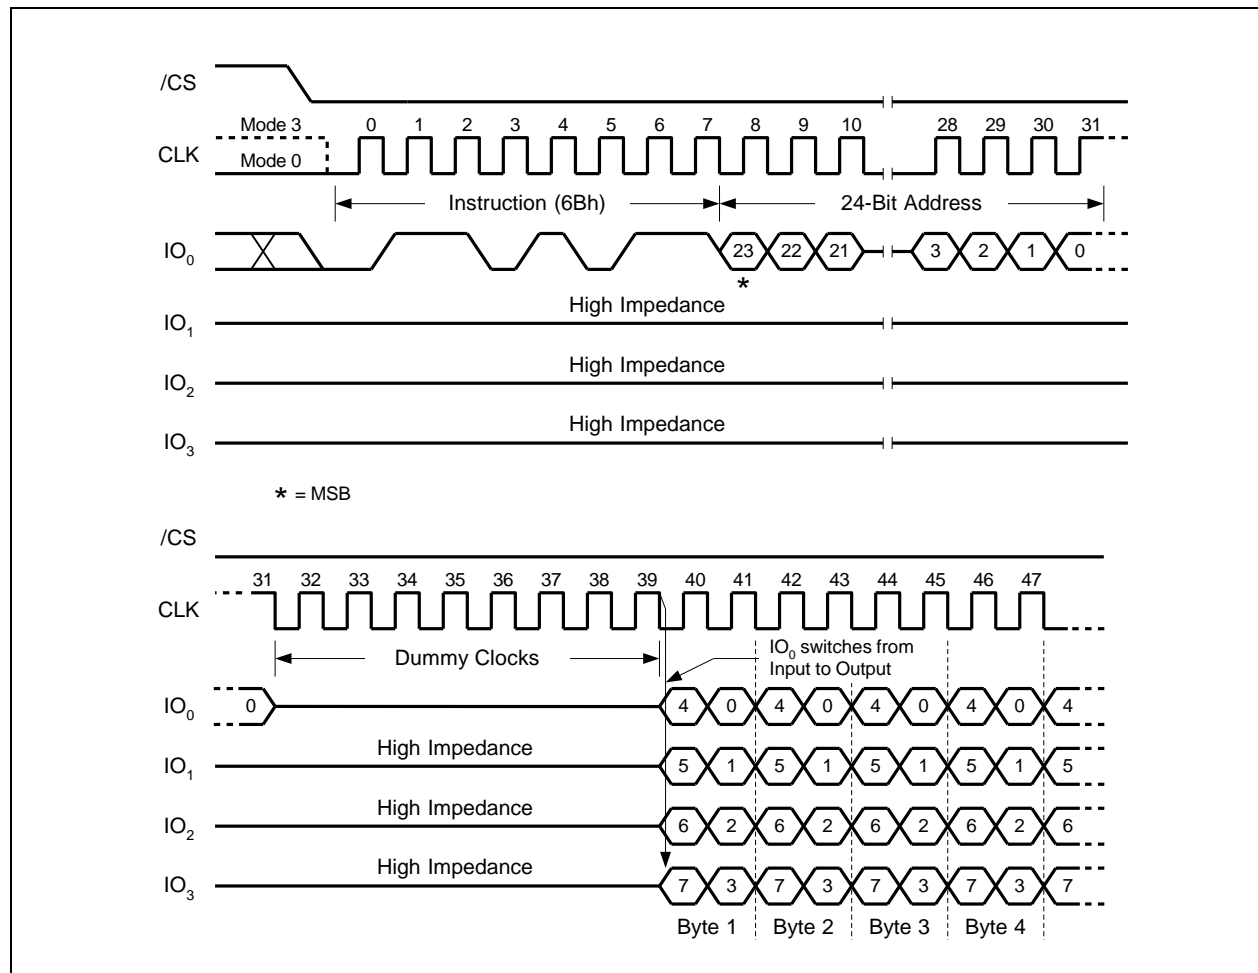 /CS
Mode 3 0 1 2 3 4 5 6 7 8 9 10 28 29 30 31
CLK
Mode 0
Instruction (6Bh) 24-Bit Address
IO0 23 22 21 3 2 1 0
*
High Impedance
IO1
High Impedance
IO2
High Impedance
IO3
* = MSB
/CS
31 32 33 34 35 36 37 38 39 40 41 42 43 44 45 46 47
CLK
Dummy Clocks
IO0 switches from
Input to Output
IO0 0 4 0 4 0 4 0 4 0 4
High Impedance
IO1 5 1 5 1 5 1 5 1 5
High Impedance
IO2 6 2 6 2 6 2 6 2 6
High Impedance
IO3 7 3 7 3 7 3 7 3 7
Byte 1 Byte 2 Byte 3 Byte 4